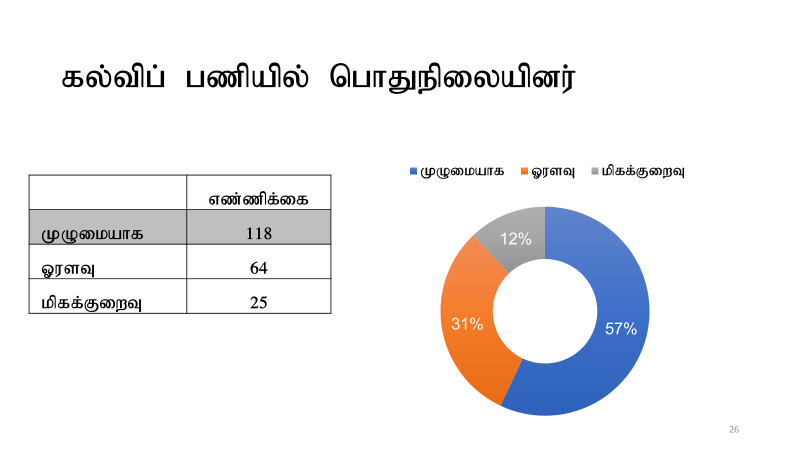 கல்விப் பணியில் பொதுநிலையினர்
எண்ணிக்கை
முழுமையாக 118
ஓரளவு 64
மிகக்குறைவு 25
முழுமையாக ஓரளவு மிகக்குறைவு
12%
31%
57%
26